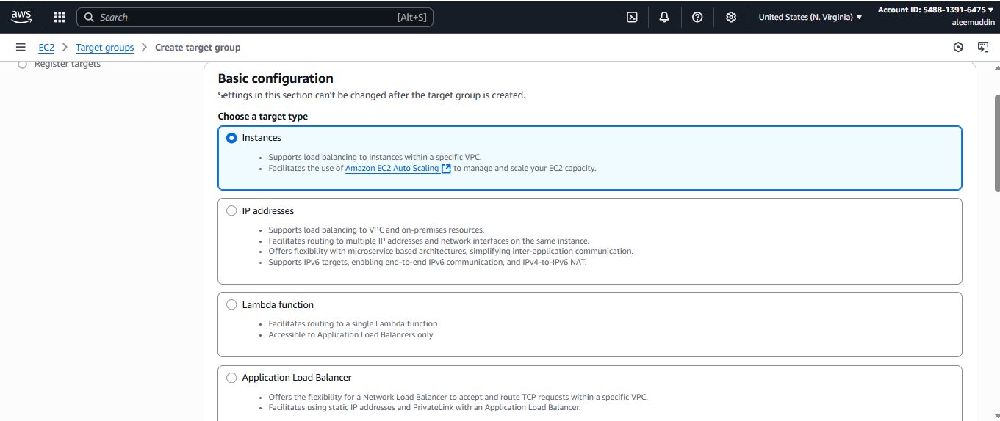 aws
Search [Alt+S]
United States (N. Virginia)
Account ID: 5488-1391-6475
aleemuddin
EC2 > Target groups > Create target group
Register targets
Basic configuration
Settings in this section can't be changed after the target group is created.
Choose a target type
Instances
• Supports load balancing to instances within a specific VPC.
• Facilitates the use of Amazon EC2 Auto Scaling to manage and scale your EC2 capacity.
IP addresses
• Supports load balancing to VPC and on-premises resources.
• Facilitates routing to multiple IP addresses and network interfaces on the same instance.
• Offers flexibility with microservice based architectures, simplifying inter-application communication.
• Supports IPv6 targets, enabling end-to-end IPv6 communication, and IPv4-to-IPv6 NAT.
Lambda function
• Facilitates routing to a single Lambda function.
• Accessible to Application Load Balancers only.
Application Load Balancer
• Offers the flexibility for a Network Load Balancer to accept and route TCP requests within a specific VPC.
• Facilitates using static IP addresses and PrivateLink with an Application Load Balancer.